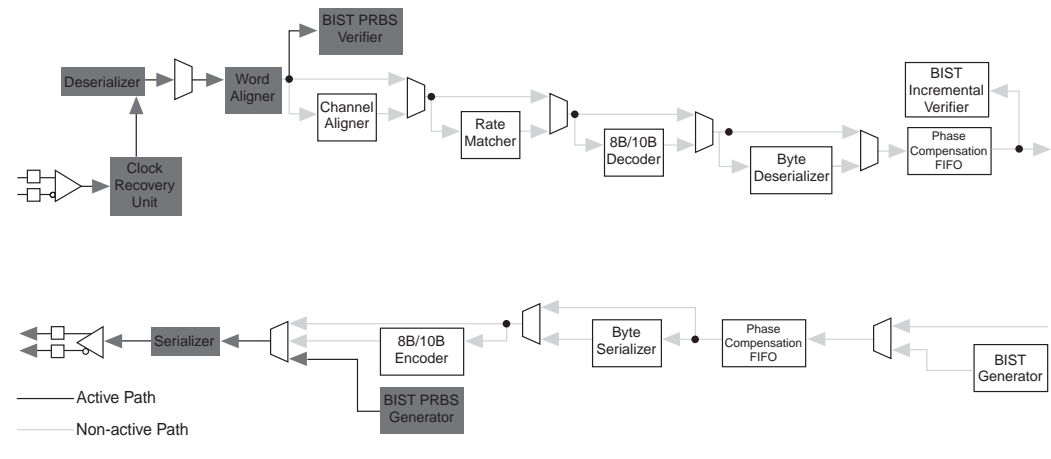 BIST PRBS
Verifier
Deserializer
Word
Aligner
Channel
Aligner
Rate
Matcher
8B/10B
Decoder
Byte
Deserializer
BIST
Incremental
Verifier
Phase
Compensation
FIFO
Clock
Recovery
Unit
Serializer
8B/10B
Encoder
BIST PRBS
Generator
Byte
Serializer
Phase
Compensation
FIFO
BIST
Generator
Active Path
Non-active Path